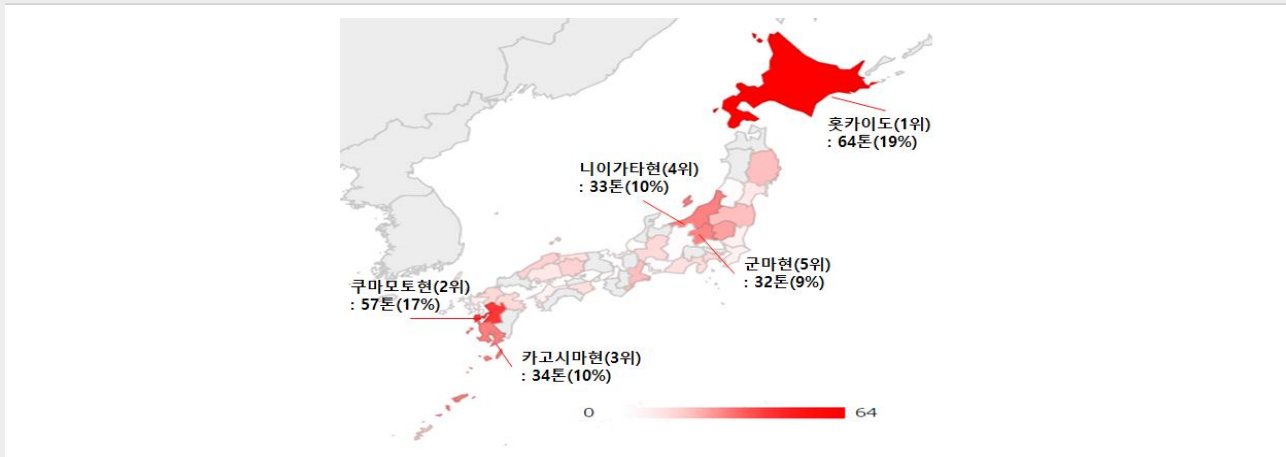 홋카이도(1위)
: 64톤(19%)
니이가타현(4위)
: 33톤(10%)
군마현(5위)
: 32톤(9%)
쿠마모토현(2위)
: 57톤(17%)
카고시마현(3위)
: 34톤(10%)
0 64